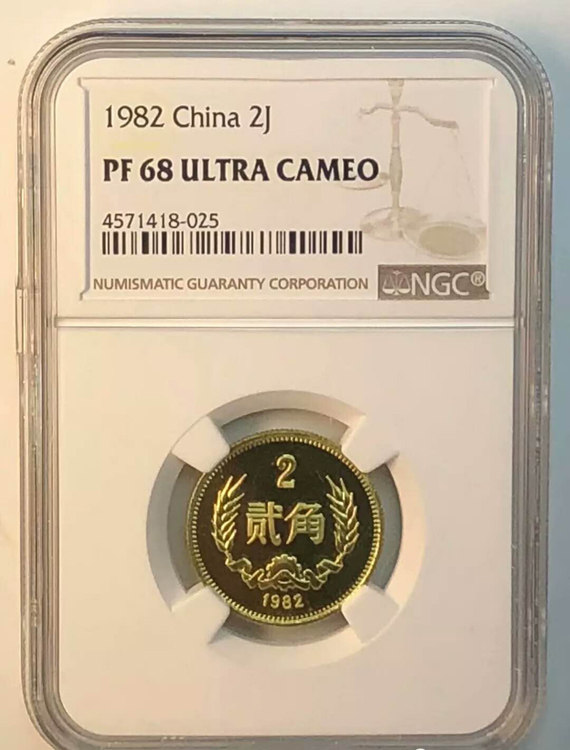 1982 China 2J
PF 68 ULTRA CAMEO
4571418-025
NUMISMATIC GUARANTY CORPORATION
NGC®
2
贰角
1982